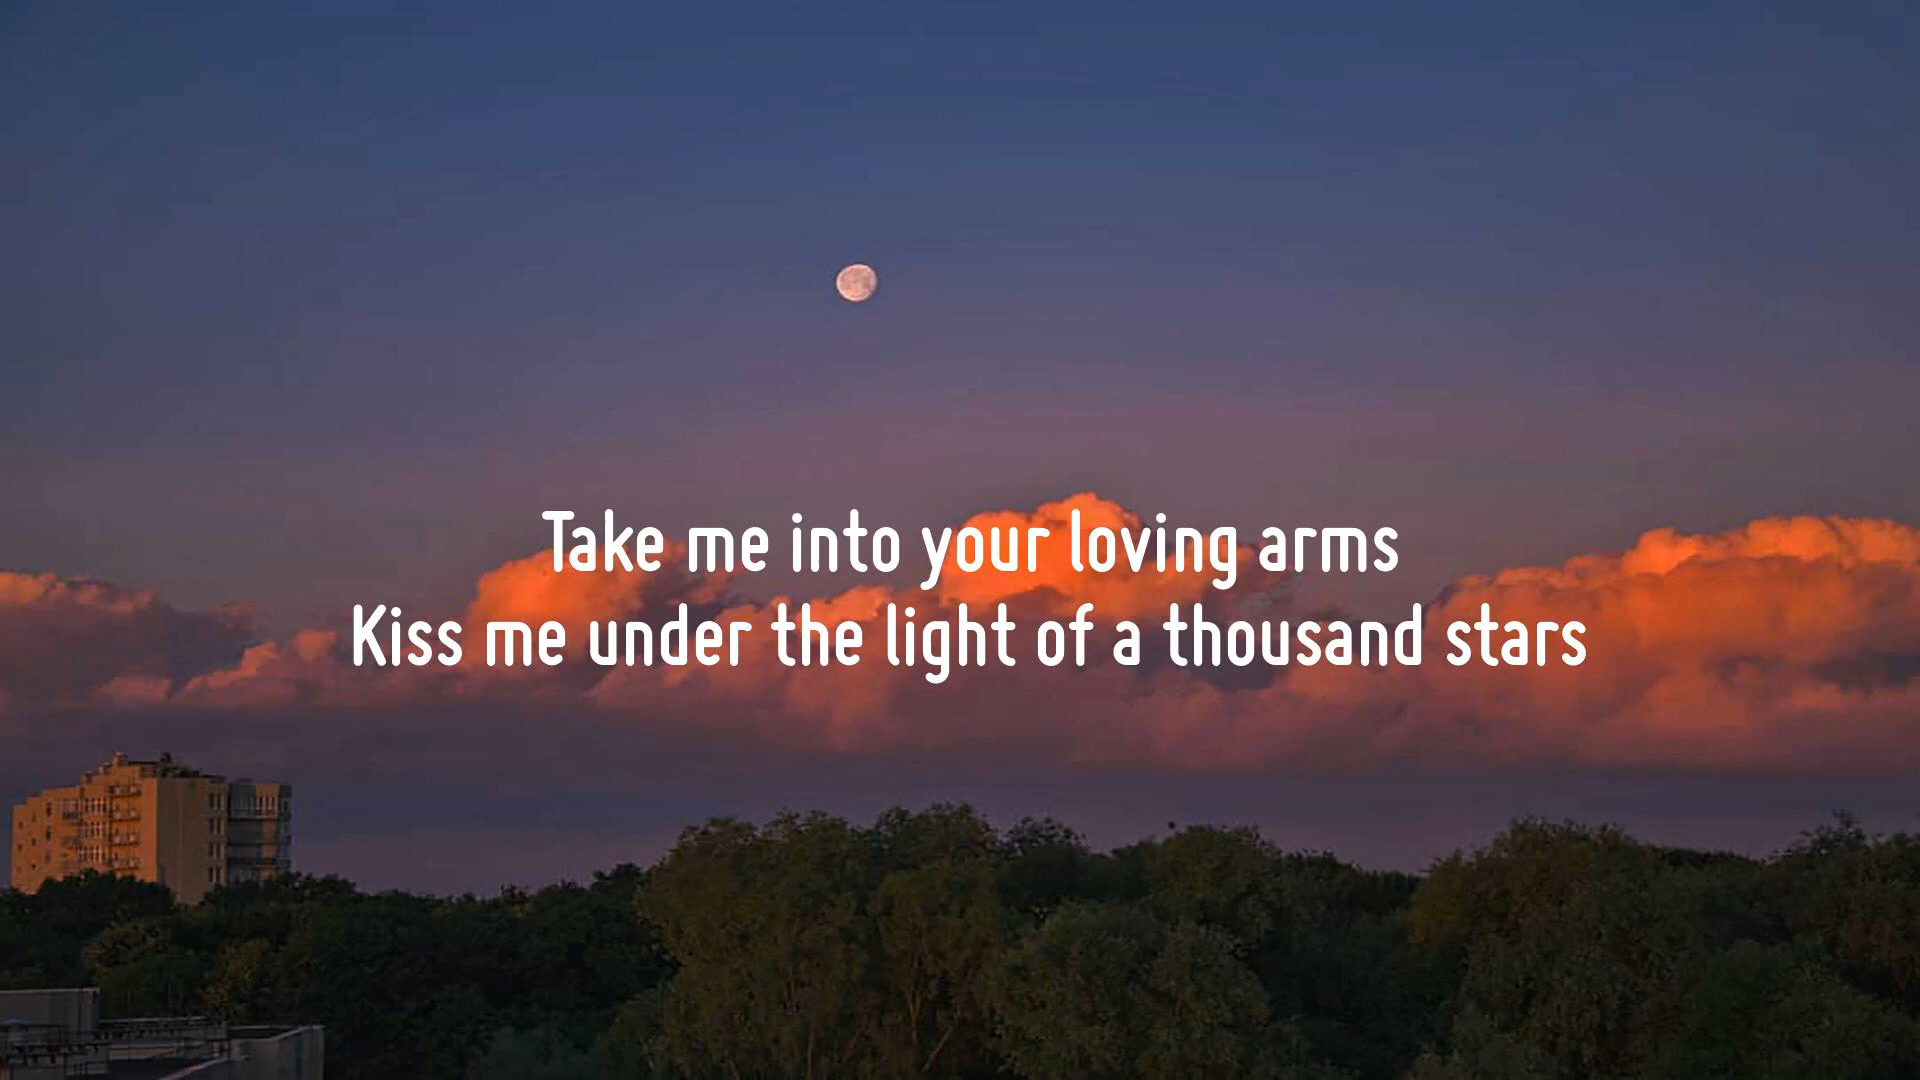 Take me into your loving arms
Kiss me under the light of a thousand stars